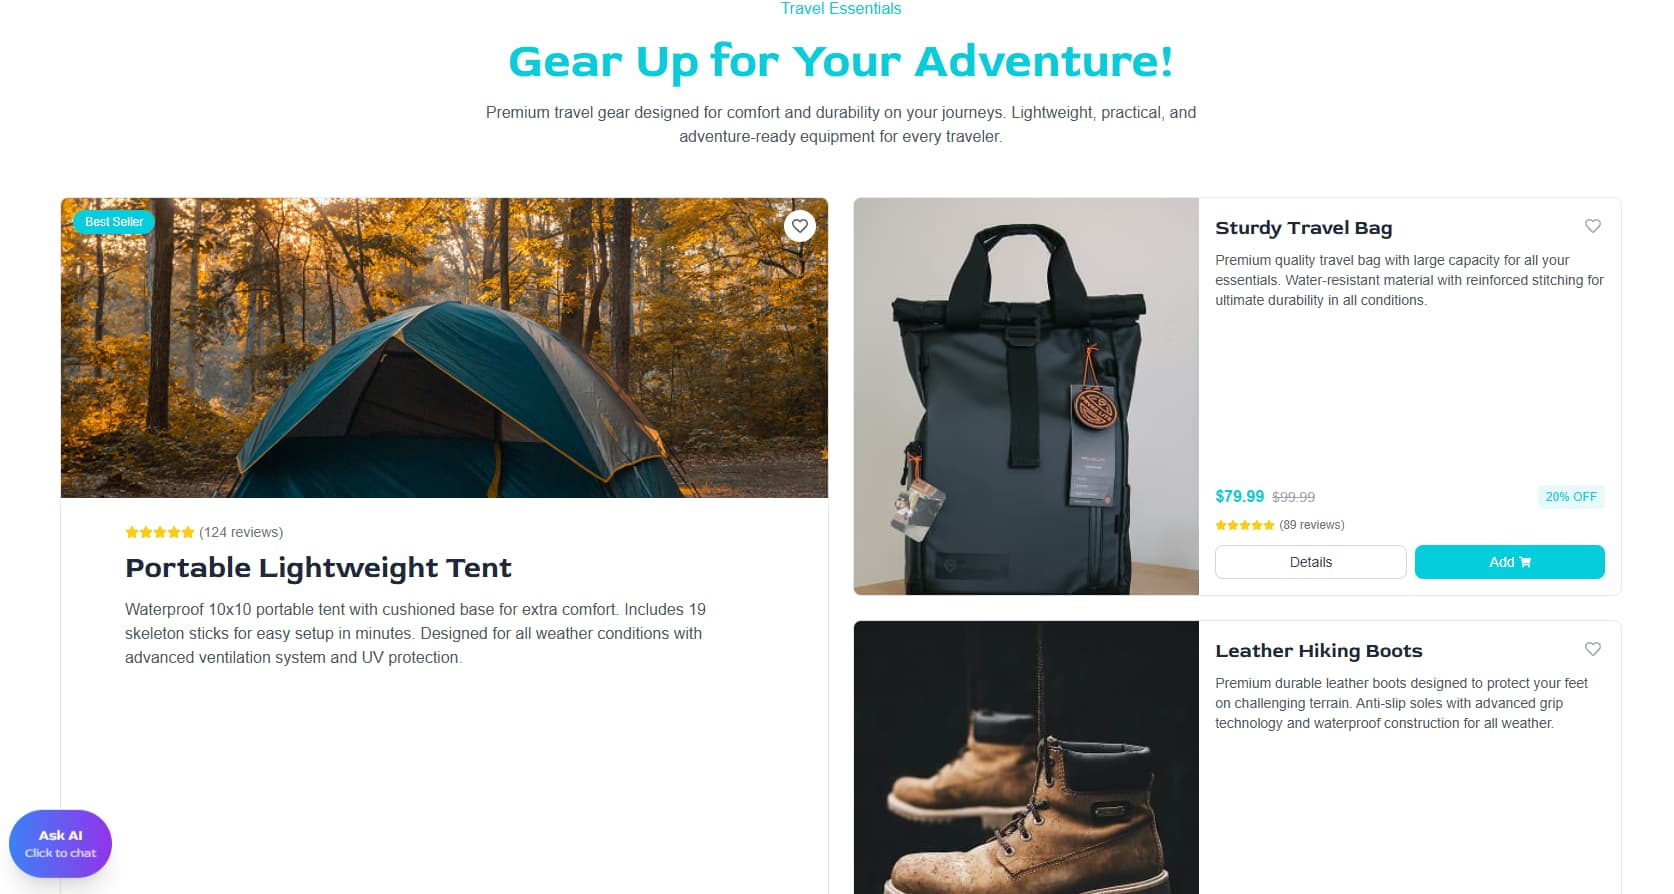 Travel Essentials
Gear Up for Your Adventure!
Premium travel gear designed for comfort and durability on your journeys. Lightweight, practical, and
adventure-ready equipment for every traveler.
Best Seller
(124 reviews)
Portable Lightweight Tent
Waterproof 10x10 portable tent with cushioned base for extra comfort. Includes 19
skeleton sticks for easy setup in minutes. Designed for all weather conditions with
advanced ventilation system and UV protection.
Sturdy Travel Bag
Premium quality travel bag with large capacity for all your
essentials. Water-resistant material with reinforced stitching for
ultimate durability in all conditions.
$79.99 $99.99
20% OFF
(89 reviews)
Details
Add
Leather Hiking Boots
Premium durable leather boots designed to protect your feet
on challenging terrain. Anti-slip soles with advanced grip
technology and waterproof construction for all weather.
Ask AI
Click to chat